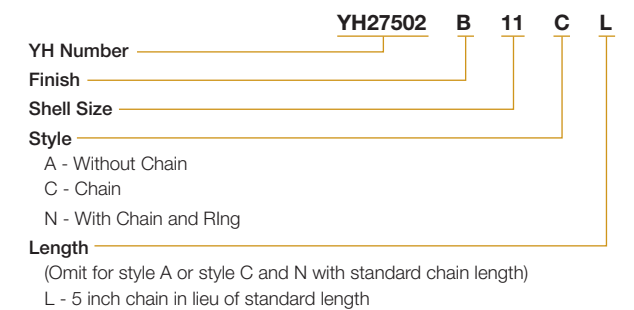 YH27502 B 11 C L
YH Number
Finish
Shell Size
Style
A - Without Chain
C - Chain
N - With Chain and RIng
Length
(Omit for style A or style C and N with standard chain length)
L - 5 inch chain in lieu of standard length